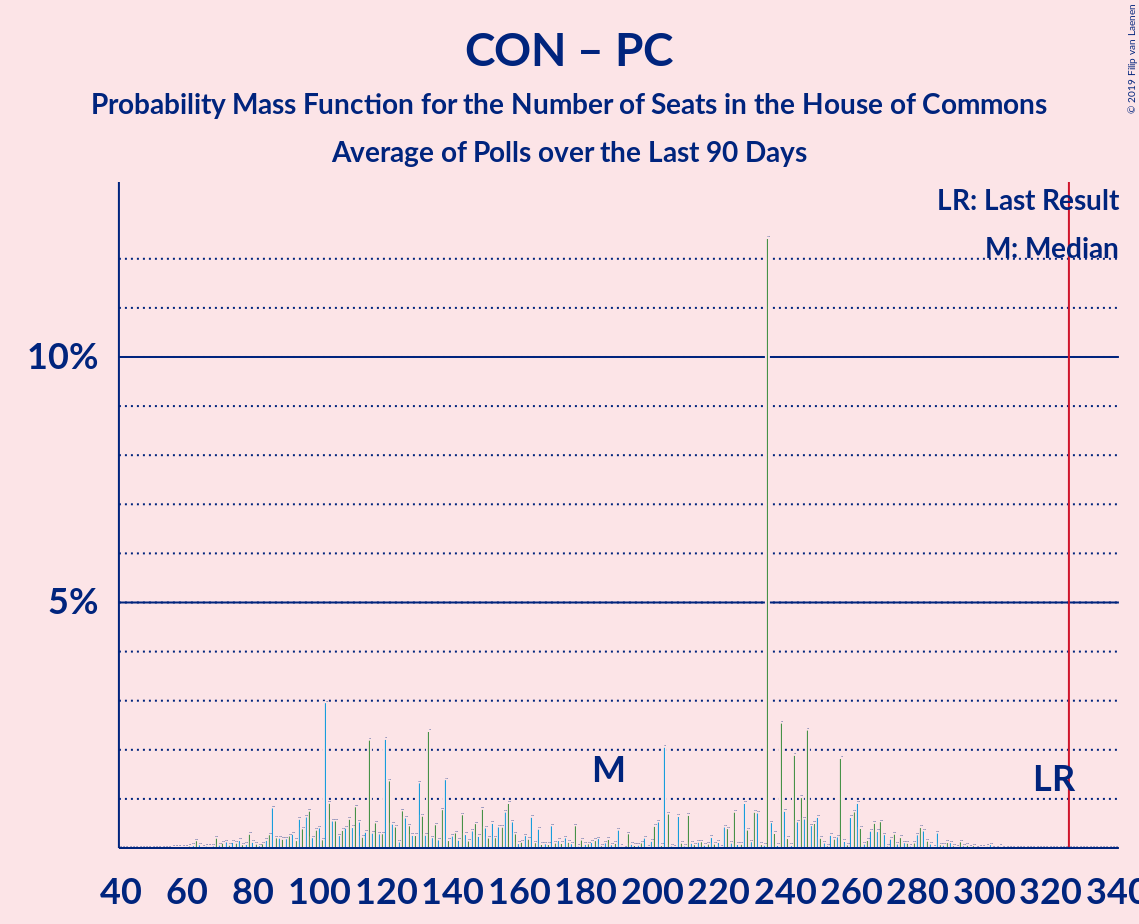 CON – PC
Probability Mass Function for the Number of Seats in the House of Commons
Average of Polls over the Last 90 Days
© 2019 Filip van Laenen
LR: Last Result
M: Median
10%
5%
M
LR
40 60 80 100 120 140 160 180 200 220 240 260 280 300 320 340